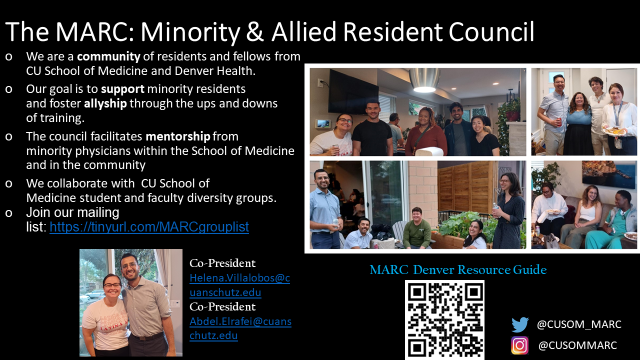 The MARC: Minority & Allied Resident Council
o We are a community of residents and fellows from
CU School of Medicine and Denver Health.
o Our goal is to support minority residents
and foster allyship through the ups and downs
of training.
o The council facilitates mentorship from
minority physicians within the School of Medicine
and in the community
o We collaborate with CU School of
Medicine student and faculty diversity groups.
o Join our mailing
list: https://tinyurl.com/MARCgrouplist
Co-President
Helena.Villalobos@c
uanschutz.edu
Co-President
Abdel.Elrafei@cuans
chutz.edu
MARC Denver Resource Guide
@CUSOM_MARC
@CUSOMMARC